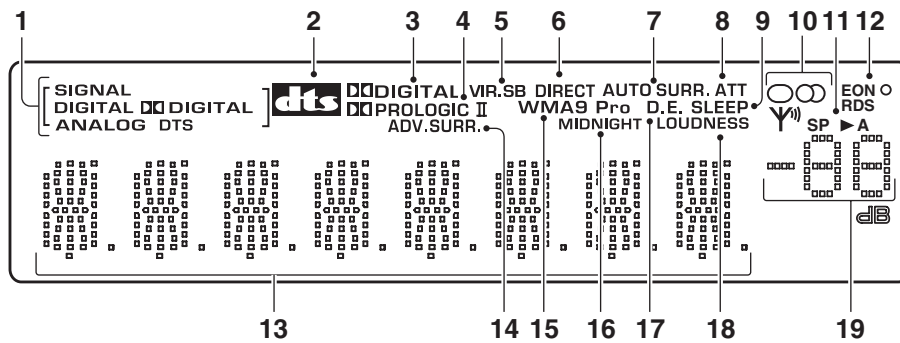 1 2 3 4 5 6 7 8 9 10 11 12
SIGNAL
DIGITAL DIGITAL
ANALOG DTS
dts
DIGITAL VIR.SB DIRECT AUTO SURR. ATT
PROLOGIC II WMA9 Pro D.E. SLEEP
ADV.SURR. MIDNIGHT LOUDNESS
EON
RDS
SP ►A
dB
13 14 15 16 17 18 19